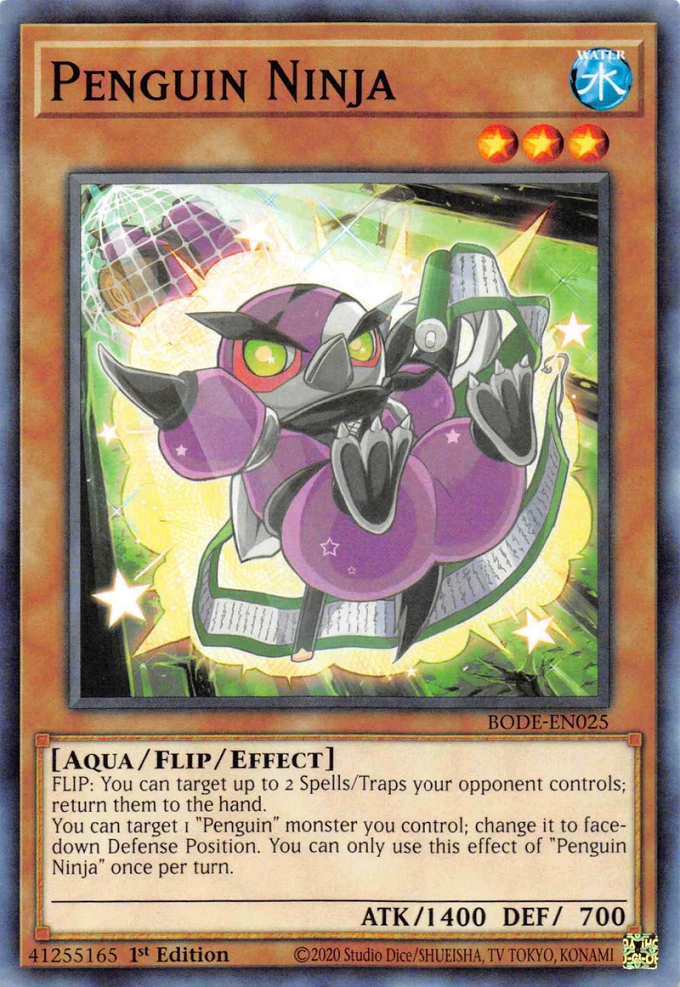 PENGUIN NINJA
WATER
水
BODE-EN025
[AQUA/FLIP/EFFECT]
FLIP: You can target up to 2 Spells/Traps your opponent controls;
return them to the hand.
You can target 1 "Penguin" monster you control; change it to face-
down Defense Position. You can only use this effect of "Penguin
Ninja" once per turn.
ATK/1400 DEF/ 700
41255165 1st Edition ©2020 Studio Dice/SHUEISHA, TV TOKYO, KONAMI